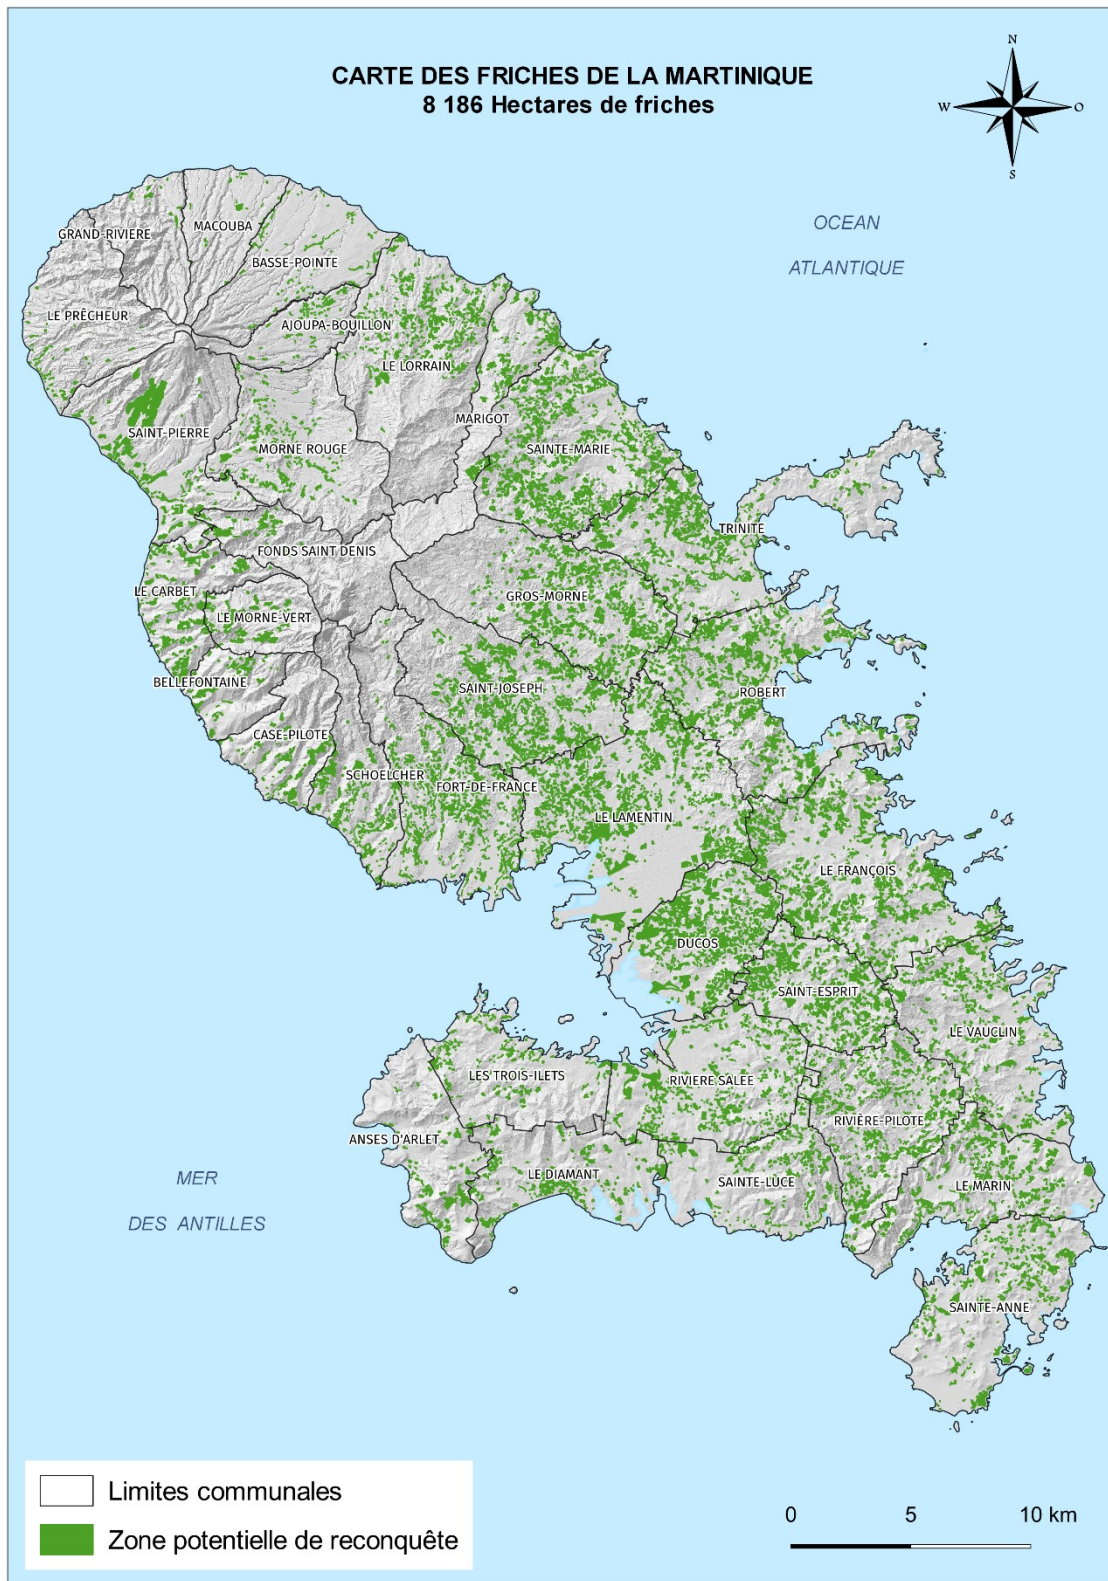 CARTE DES FRICHES DE LA MARTINIQUE
8 186 Hectares de friches
N
W
O
S
OCEAN
ATLANTIQUE
MACOUBA
GRAND-RIVIERE
BASSE-POINTE
LE PRÊCHEUR
AJOUPA-BOUILLON
LE LORRAIN
MARIGOT
SAINT-PIERRE
MORNE ROUGE
SAINTE-MARIE
TRINITE
FONDS SAINT DENIS
LE CARBET
GROS-MORNE
LE MORNE-VERT
BELLEFONTAINE
SAINT-JOSEPH
ROBERT
CASE-PILOTE
SCHOELCHER
FORT-DE-FRANCE
LE LAMENTIN
LE FRANÇOIS
DUCOS
SAINT-ESPRIT
LE VAUCLIN
LES TROIS-ILETS
RIVIERE SALEE
RIVIÈRE-PILOTE
ANSES D'ARLET
LE DIAMANT
SAINTE-LUCE
LE MARIN
MER
DES ANTILLES
SAINTE-ANNE
Limites communales
Zone potentielle de reconquête
0 5 10 km